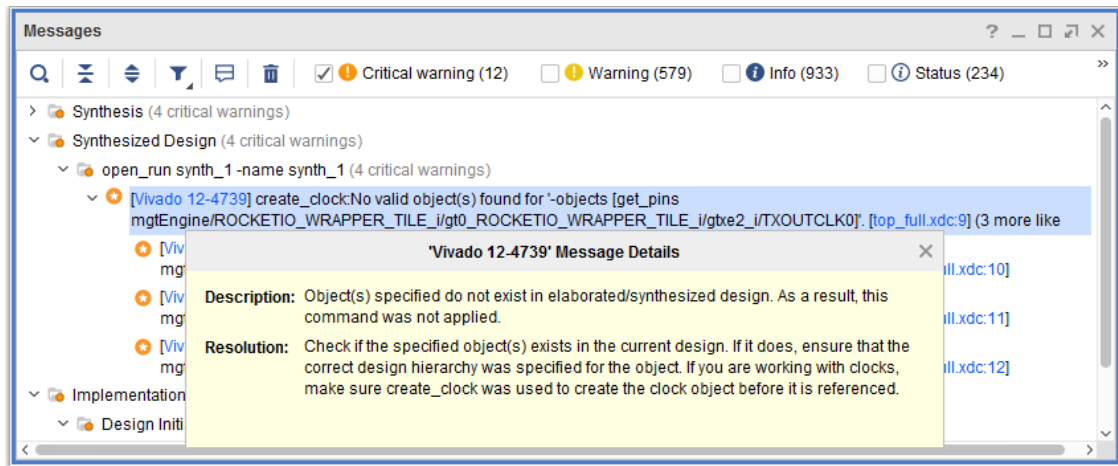 Messages
Critical warning (12) Warning (579) Info (933) Status (234)
Synthesis (4 critical warnings)
Synthesized Design (4 critical warnings)
open_run synth_1 -name synth_1 (4 critical warnings)
[Vivado 12-4739] create_clock:No valid object(s) found for '-objects [get_pins
mgtEngine/ROCKETIO_WRAPPER_TILE_i/gt0_ROCKETIO_WRAPPER_TILE_i/gtxe2_i/TXOUTCLK0]'. [top_full.xdc:9] (3 more like
[Viv
'Vivado 12-4739' Message Details
mgt
ull.xdc:10]
Description: Object(s) specified do not exist in elaborated/synthesized design. As a result, this
command was not applied.
[Viv
mgt
ull.xdc:11]
Resolution: Check if the specified object(s) exists in the current design. If it does, ensure that the
correct design hierarchy was specified for the object. If you are working with clocks,
make sure create_clock was used to create the clock object before it is referenced.
[Viv
mgt
ull.xdc:12]
Implementation
Design Initi